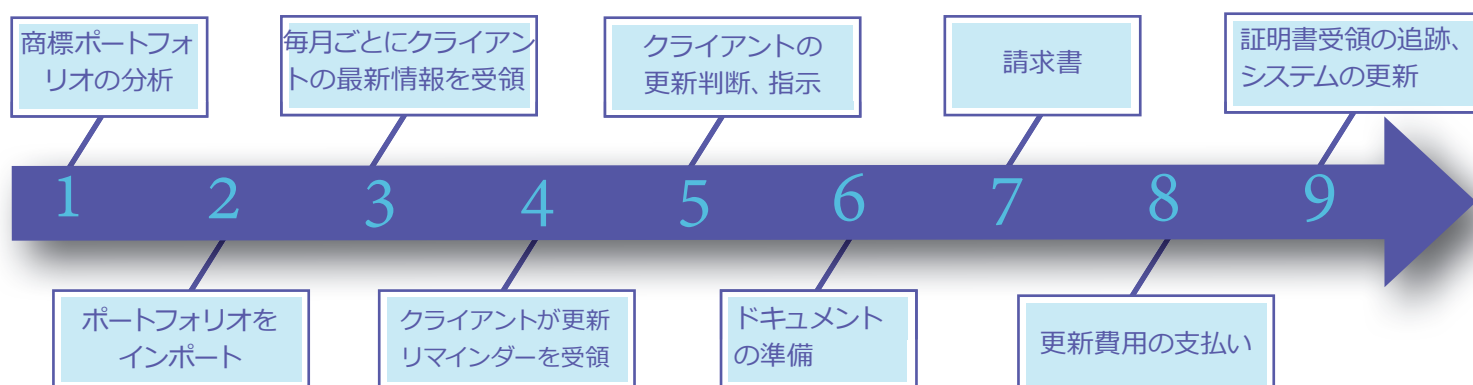 商標ポートフォ
リオの分析
毎月ごとにクライアン
トの最新情報を受領
クライアントの
更新判断、指示
請求書
証明書受領の追跡、
システムの更新
1 2 3 4 5 6 7 8 9
ポートフォリオを
インポート
クライアントが更新
リマインダーを受領
ドキュメント
の準備
更新費用の支払い